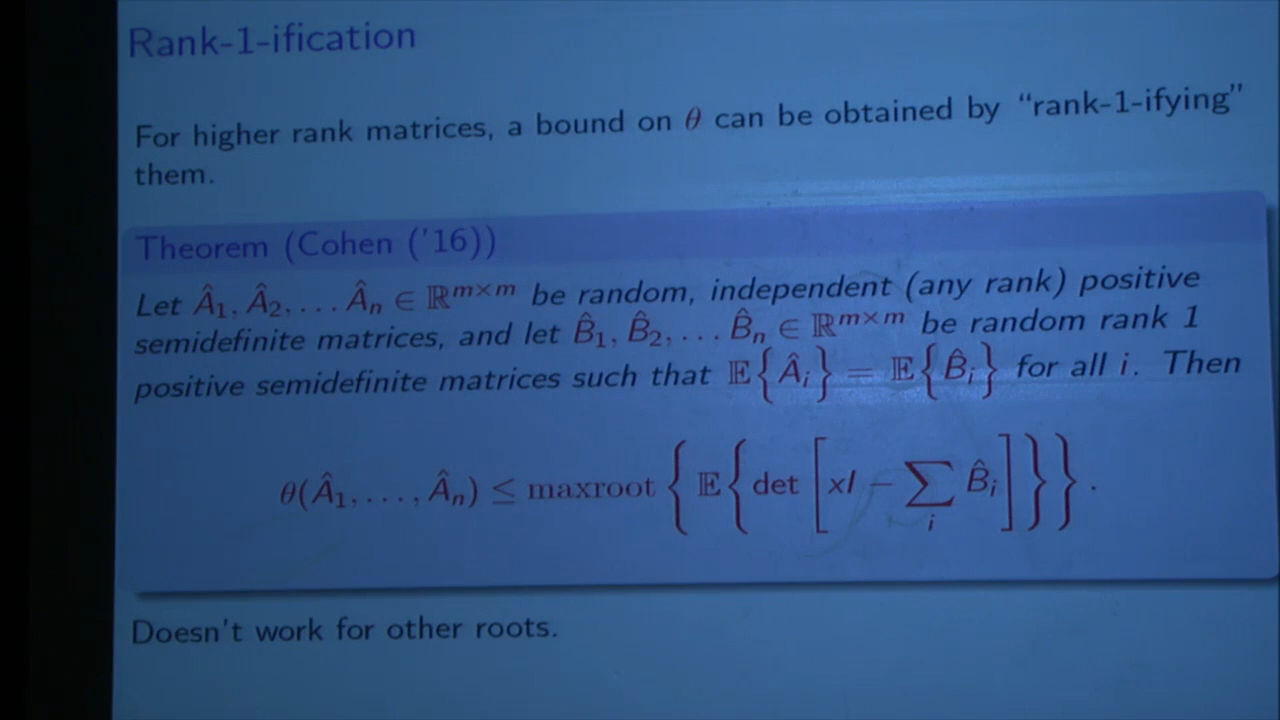 Rank-1-ification
For higher rank matrices, a bound on θ can be obtained by “rank-1-ifying”
them.
Theorem (Cohen ('16))
Let Â₁, Â₂, . . . Âₙ ∈ ℝ^{m×m} be random, independent (any rank) positive
semidefinite matrices, and let B̂₁, B̂₂, . . . B̂ₙ ∈ ℝ^{m×m} be random rank 1
positive semidefinite matrices such that 𝔼{Âᵢ} = 𝔼{B̂ᵢ} for all i. Then
θ(Â₁, . . . , Âₙ) ≤ maxroot {𝔼{det [xI − ∑ᵢ B̂ᵢ]}}.
Doesn't work for other roots.